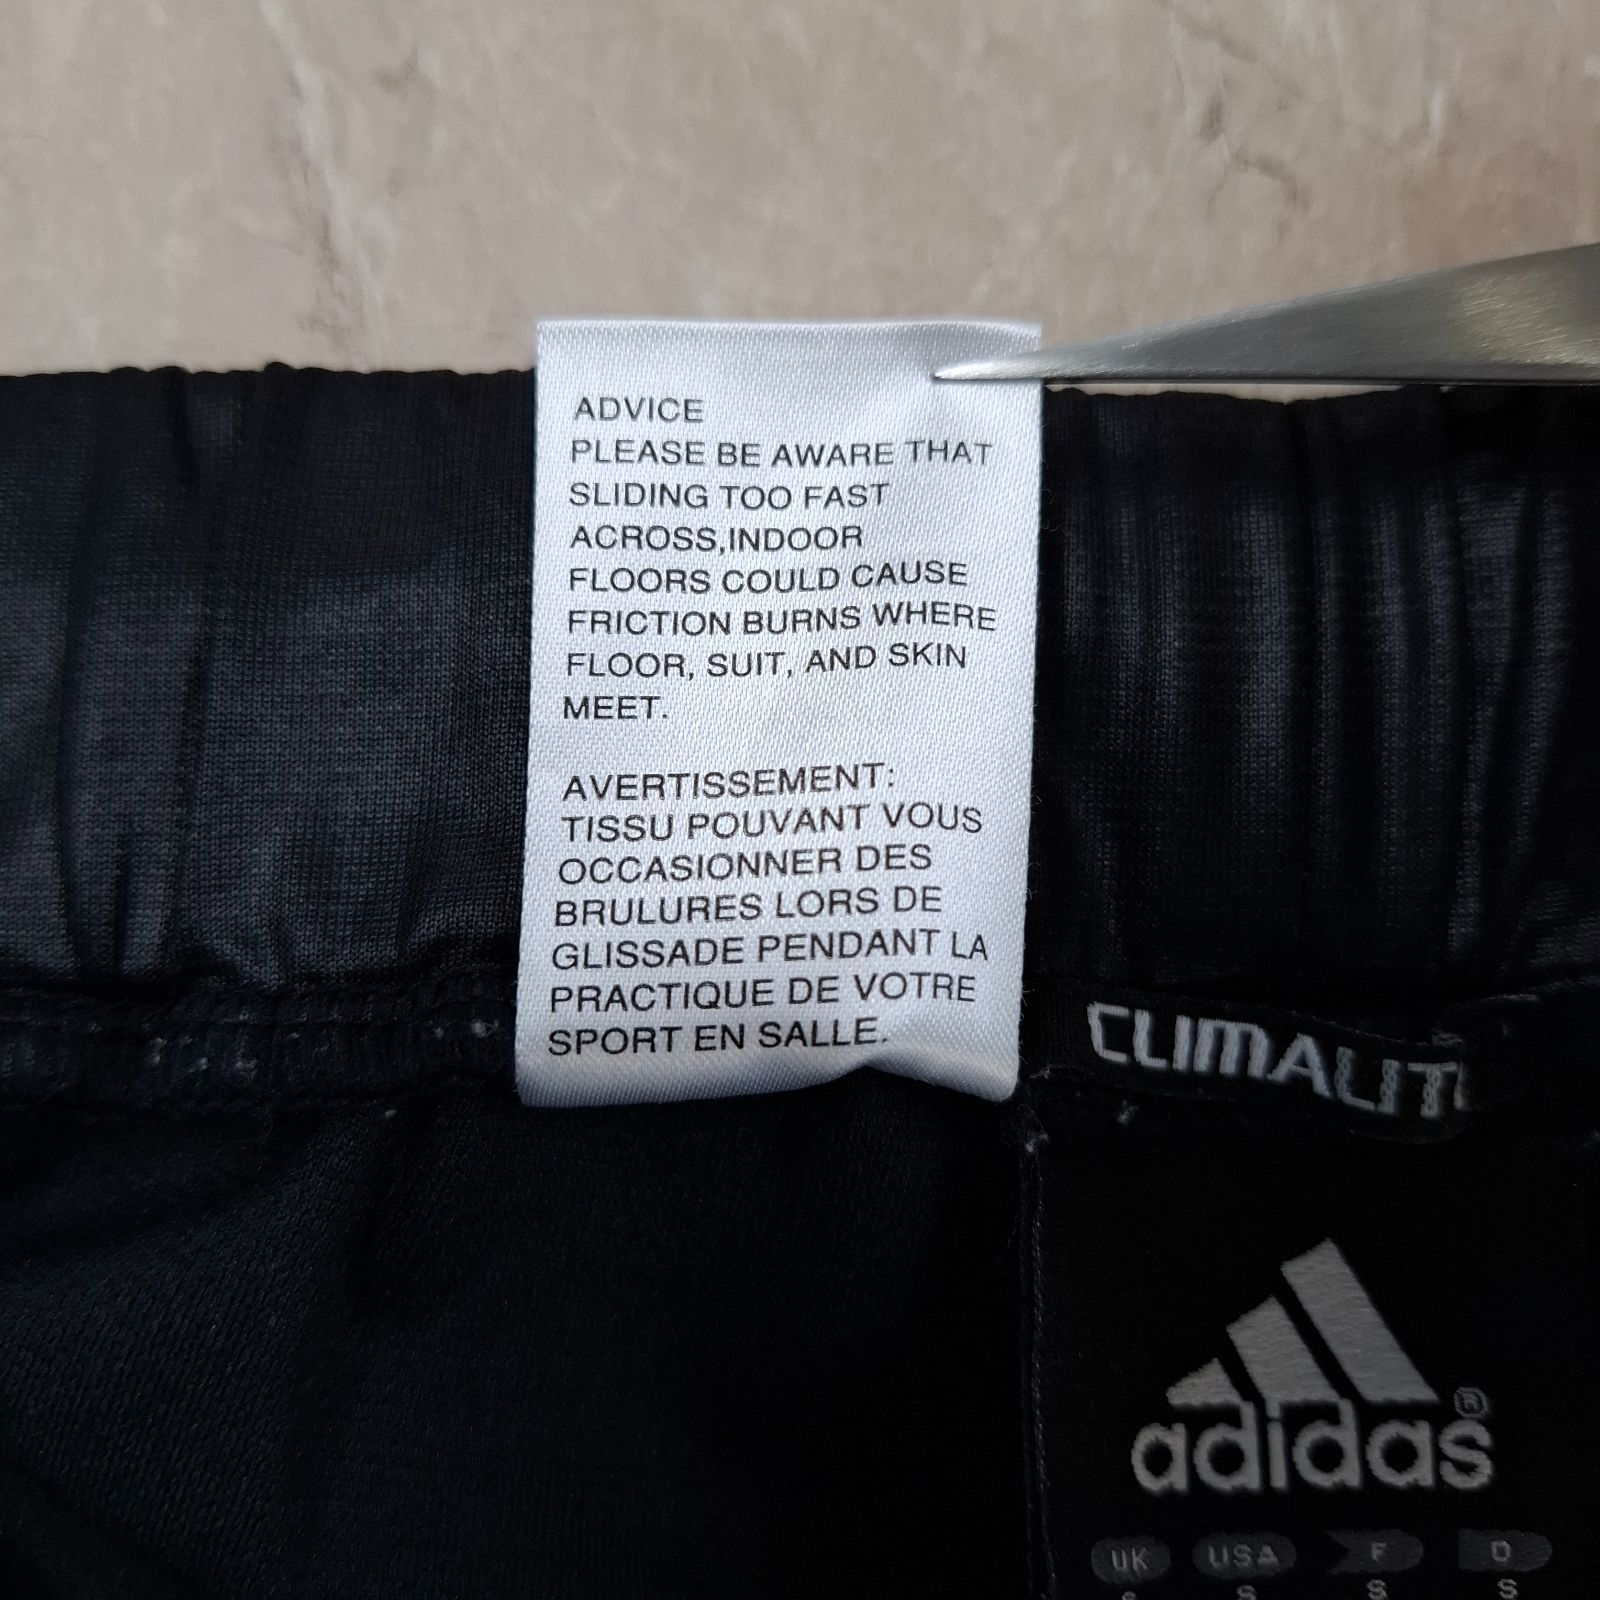 ADVICE
PLEASE BE AWARE THAT
SLIDING TOO FAST
ACROSS,INDOOR
FLOORS COULD CAUSE
FRICTION BURNS WHERE
FLOOR, SUIT, AND SKIN
MEET.
AVERTISSEMENT:
TISSU POUVANT VOUS
OCCASIONNER DES
BRULURES LORS DE
GLISSADE PENDANT LA
PRACTIQUE DE VOTRE
SPORT EN SALLE.
adidas®
UK USA F D
S S S